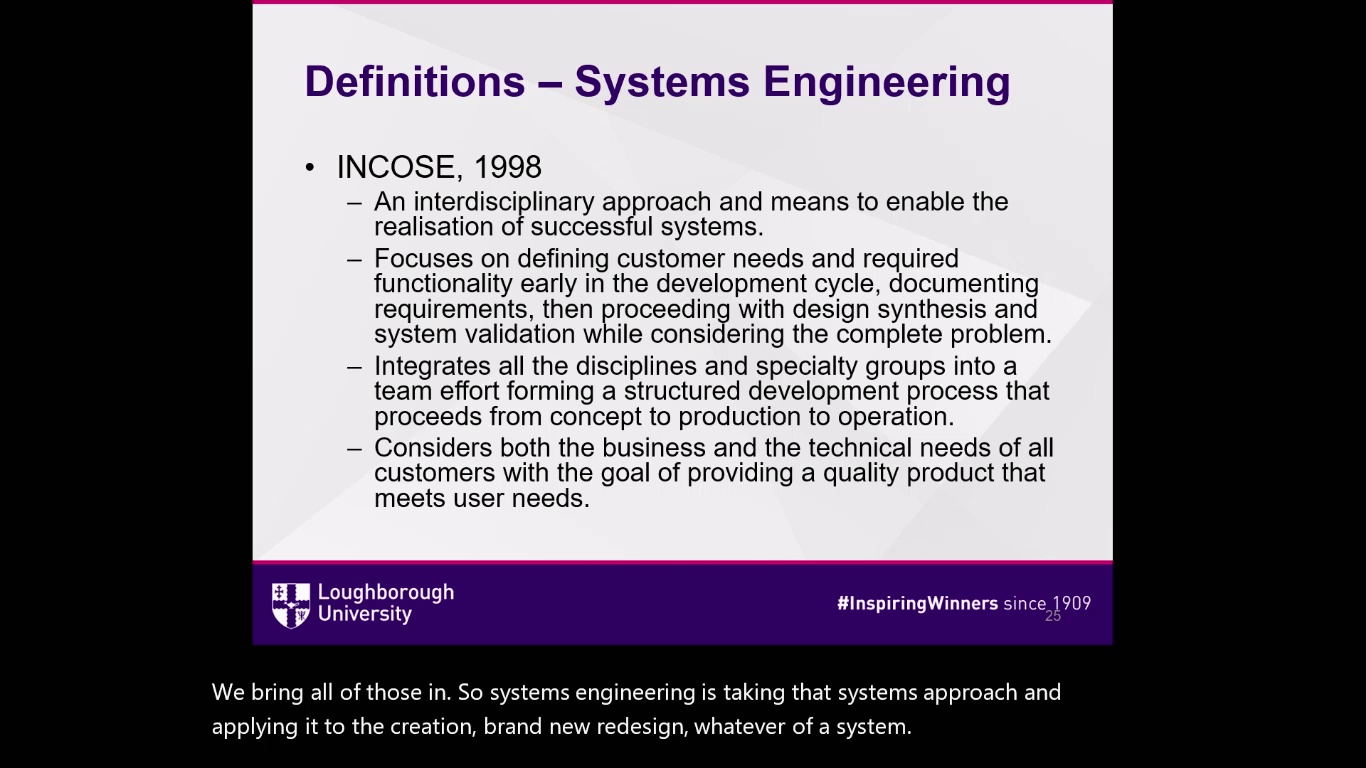 Definitions – Systems Engineering
• INCOSE, 1998
– An interdisciplinary approach and means to enable the
realisation of successful systems.
– Focuses on defining customer needs and required
functionality early in the development cycle, documenting
requirements, then proceeding with design synthesis and
system validation while considering the complete problem.
– Integrates all the disciplines and specialty groups into a
team effort forming a structured development process that
proceeds from concept to production to operation.
– Considers both the business and the technical needs of all
customers with the goal of providing a quality product that
meets user needs.
Loughborough
University
#InspiringWinners since 1909
25
We bring all of those in. So systems engineering is taking that systems approach and
applying it to the creation, brand new redesign, whatever of a system.